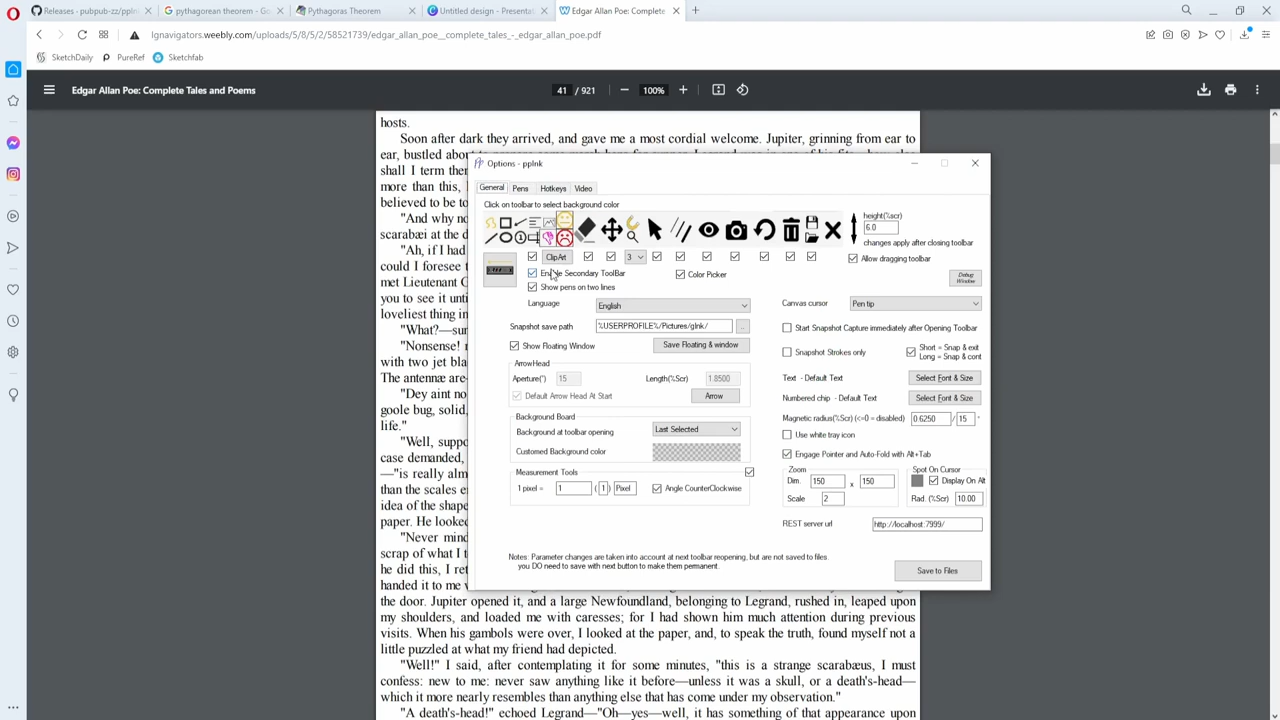 Releases - pubpub-zz/ppInk
pythagorean theorem - Go
Pythagoras Theorem
Untitled design - Presentati
Edgar Allan Poe: Complete
lgnavigators.weebly.com/uploads/5/8/5/2/58521739/edgar_allan_poe__complete_tales_-_edgar_allan_poe.pdf
SketchDaily
PureRef
Sketchfab
Edgar Allan Poe: Complete Tales and Poems
41 / 921
100%
hosts.
Soon after dark they arrived, and gave me a most cordial welcome. Jupiter, grinning from ear to
ear, bustled about
shall I term them
more than this,
believed to be to
"And why no
scarabæi at the d
"Ah, if I had
could I foresee t
met Lieutenant G
you to see it unti
loveliest thing in
"What?—sun
"Nonsense! n
with two jet bla
The antennæ are
"Dey aint no
goole bug, solid,
life."
"Well, suppo
case demanded,
—"is really alm
than the scales e
idea of the shape
paper. He looked
"Never mind
scrap of what I t
he did this, I ret
handed it to me w
the door. Jupiter opened it, and a large Newfoundland, belonging to Legrand, rushed in, leaped upon
my shoulders, and loaded me with caresses; for I had shown him much attention during previous
visits. When his gambols were over, I looked at the paper, and, to speak the truth, found myself not a
little puzzled at what my friend had depicted.
"Well!" I said, after contemplating it for some minutes, "this is a strange scarabæus, I must
confess: new to me: never saw anything like it before—unless it was a skull, or a death's-head—
which it more nearly resembles than anything else that has come under my observation."
"A death's-head!" echoed Legrand—"Oh—yes—well, it has something of that appearance upon
Options - ppInk
General
Pens
Hotkeys
Video
Click on toolbar to select background color
height(%scr)
6.0
changes apply after closing toolbar
ClipArt
3
Allow dragging toolbar
Enable Secondary ToolBar
Color Picker
Debug
Window
Show pens on two lines
Language
English
Canvas cursor
Pen tip
Snapshot save path
%USERPROFILE%/Pictures/gInk/
..
Start Snapshot Capture immediately after Opening Toolbar
Show Floating Window
Save Floating & window
Snapshot Strokes only
Short = Snap & exit
Long = Snap & cont
ArrowHead
Aperture(°)
15
Length(%Scr)
1.8500
Text - Default Text
Select Font & Size
Default Arrow Head At Start
Arrow
Numbered chip - Default Text
Select Font & Size
Background Board
Background at toolbar opening
Last Selected
Magnetic radius(%Scr) (<=0 = disabled)
0.6250
/
15
°
Use white tray icon
Customed Background color
Engage Pointer and Auto-Fold with Alt+Tab
Measurement Tools
1 pixel =
1
( 1 )
Pixel
Angle CounterClockwise
Zoom
Dim.
150
x
150
Scale
2
Spot On Cursor
Display On Alt
Rad. (%Scr)
10.00
REST server url
http://localhost:7999/
Notes: Parameter changes are taken into account at next toolbar reopening, but are not saved to files.
you DO need to save with next button to make them permanent.
Save to Files